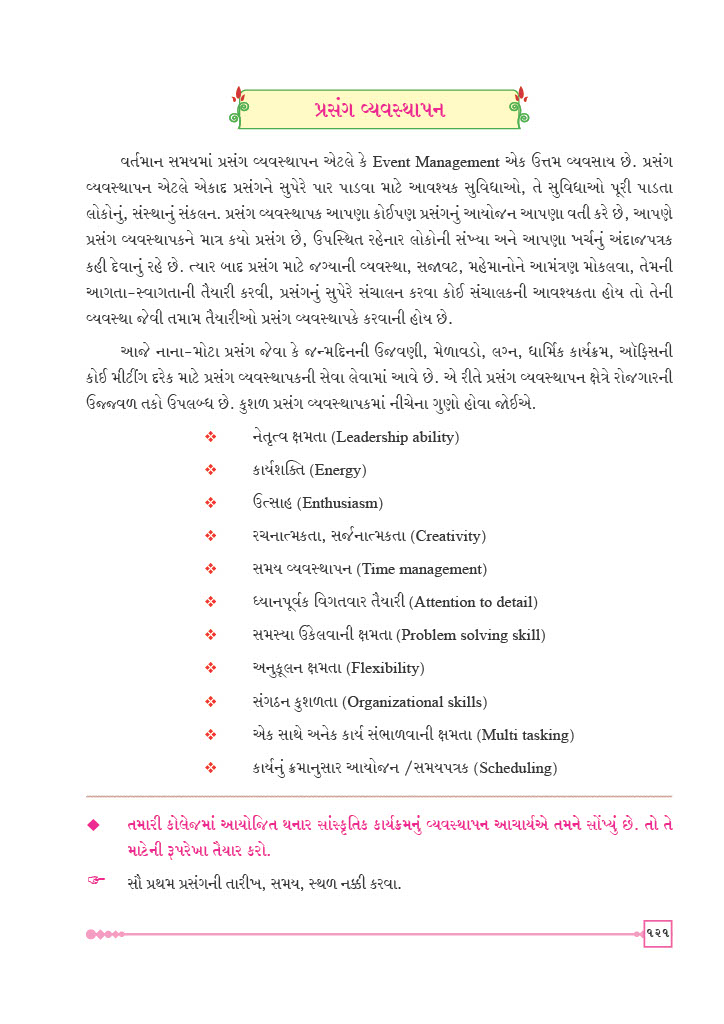 પ્રસંગ વ્યવસ્થાપન
વર્તમાન સમયમાં પ્રસંગ વ્યવસ્થાપન એટલે કે Event Management એક ઉત્તમ વ્યવસાય છે. પ્રસંગ
વ્યવસ્થાપન એટલે એકાદ પ્રસંગને સુપેરે પાર પાડવા માટે આવશ્યક સુવિધાઓ, તે સુવિધાઓ પૂરી પાડતા
લોકોનું, સંસ્થાનું સંકલન. પ્રસંગ વ્યવસ્થાપક આપણા કોઈપણ પ્રસંગનું આયોજન આપણા વતી કરે છે, આપણે
પ્રસંગ વ્યવસ્થાપકને માત્ર કયો પ્રસંગ છે, ઉપસ્થિત રહેનાર લોકોની સંખ્યા અને આપણા ખર્ચનું અંદાજપત્રક
કહી દેવાનું રહે છે. ત્યાર બાદ પ્રસંગ માટે જગ્યાની વ્યવસ્થા, સજાવટ, મહેમાનોને આમંત્રણ મોકલવા, તેમની
આગતા-સ્વાગતાની તૈયારી કરવી, પ્રસંગનું સુપેરે સંચાલન કરવા કોઈ સંચાલકની આવશ્યકતા હોય તો તેની
વ્યવસ્થા જેવી તમામ તૈયારીઓ પ્રસંગ વ્યવસ્થાપકે કરવાની હોય છે.
આજે નાના-મોટા પ્રસંગ જેવા કે જન્મદિનની ઉજવણી, મેળાવડો, લગ્ન, ધાર્મિક કાર્યક્રમ, ઑફિસની
કોઈ મીટીંગ દરેક માટે પ્રસંગ વ્યવસ્થાપકની સેવા લેવામાં આવે છે. એ રીતે પ્રસંગ વ્યવસ્થાપન ક્ષેત્રે રોજગારની
ઉજ્જવળ તકો ઉપલબ્ધ છે. કુશળ પ્રસંગ વ્યવસ્થાપકમાં નીચેના ગુણો હોવા જોઈએ.
❖ નેતૃત્વ ક્ષમતા (Leadership ability)
❖ કાર્યશક્તિ (Energy)
❖ ઉત્સાહ (Enthusiasm)
❖ રચનાત્મકતા, સર્જનાત્મકતા (Creativity)
❖ સમય વ્યવસ્થાપન (Time management)
❖ ધ્યાનપૂર્વક વિગતવાર તૈયારી (Attention to detail)
❖ સમસ્યા ઉકેલવાની ક્ષમતા (Problem solving skill)
❖ અનુકૂલન ક્ષમતા (Flexibility)
❖ સંગઠન કુશળતા (Organizational skills)
❖ એક સાથે અનેક કાર્ય સંભાળવાની ક્ષમતા (Multi tasking)
❖ કાર્યનું ક્રમાનુસાર આયોજન /સમયપત્રક (Scheduling)
◆ તમારી કોલેજમાં આયોજિત થનાર સાંસ્કૃતિક કાર્યક્રમનું વ્યવસ્થાપન આચાર્યએ તમને સોંપ્યું છે. તો તે
માટેની રૂપરેખા તૈયાર કરો.
☞ સૌ પ્રથમ પ્રસંગની તારીખ, સમય, સ્થળ નક્કી કરવા.
૧૨૧